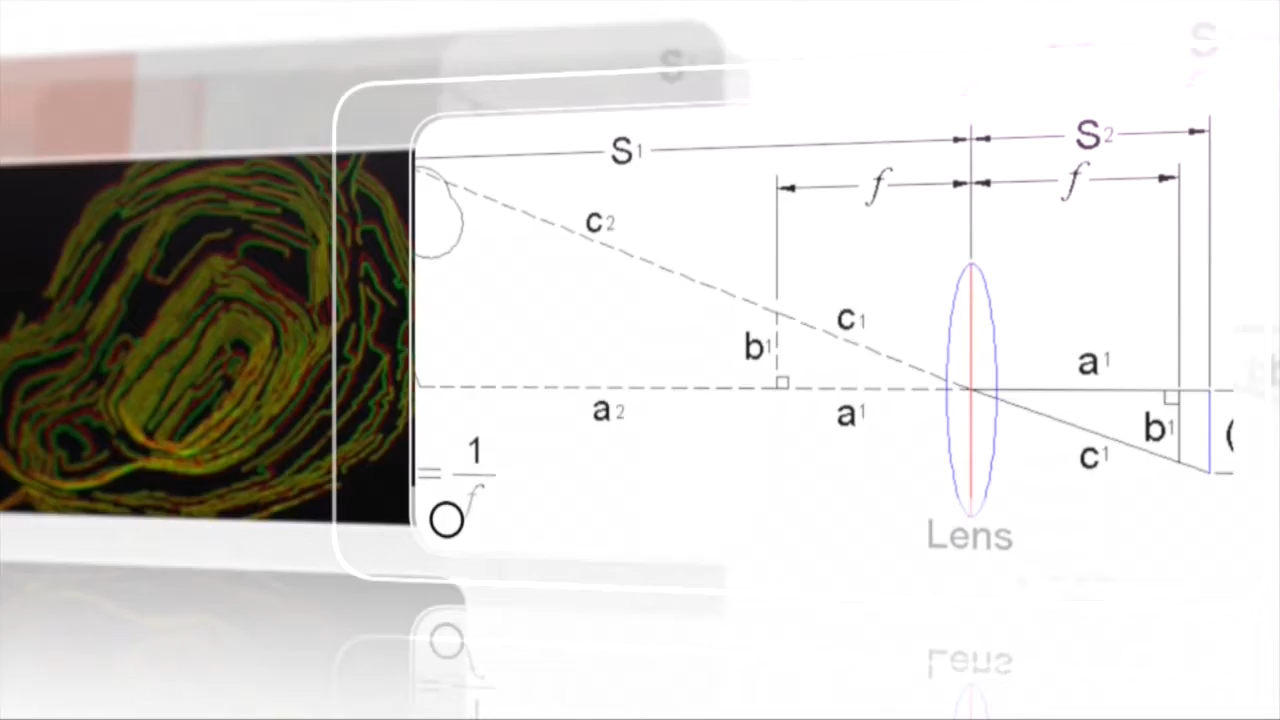 S
S1
S2
f
f
c2
c1
b1
a1
a2
a1
b1
c1
= 1/f
O
Lens